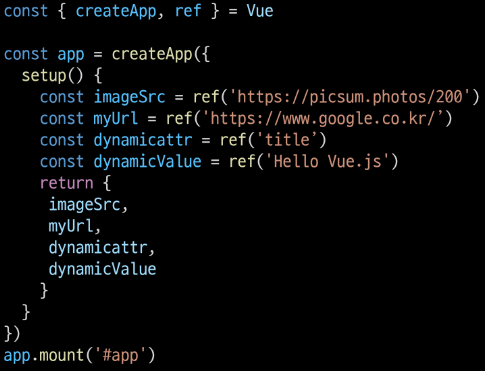 const { createApp, ref } = Vue

const app = createApp({
  setup() {
    const imageSrc = ref('https://picsum.photos/200')
    const myUrl = ref('https://www.google.co.kr/’)
    const dynamicattr = ref('title’)
    const dynamicValue = ref('Hello Vue.js')
    return {
     imageSrc,
     myUrl,
     dynamicattr,
     dynamicValue
    }
  }
})
app.mount('#app')